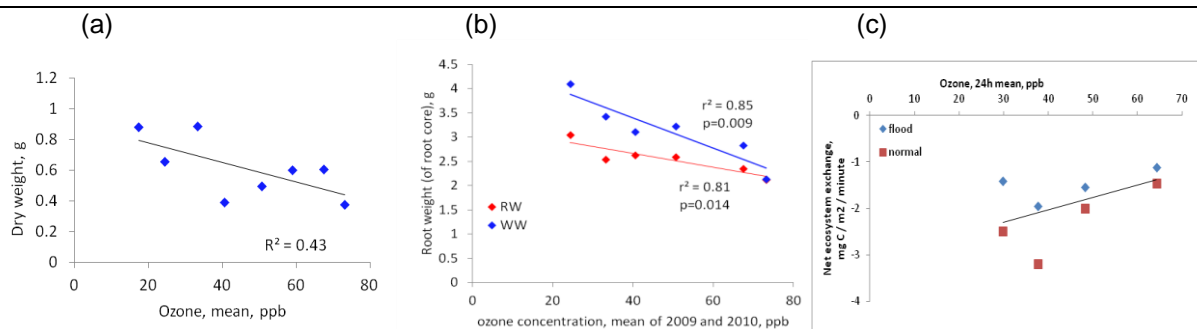 (a)
1.2
1
0.8
0.6
0.4
0.2
0
Dry weight, g
R² = 0.43
0 20 40 60 80
Ozone, mean, ppb
(b)
4.5
4
3.5
3
2.5
2
1.5
1
0.5
0
Root weight (of root core), g
r² = 0.85
p=0.009
r² = 0.81
p=0.014
RW
WW
0 20 40 60 80
ozone concentration, mean of 2009 and 2010, ppb
(c)
Ozone, 24h mean, ppb
0 10 20 30 40 50 60 70
0
-1
-2
-3
-4
flood
normal
Net ecosystem exchange,
mg C / m2 / minute